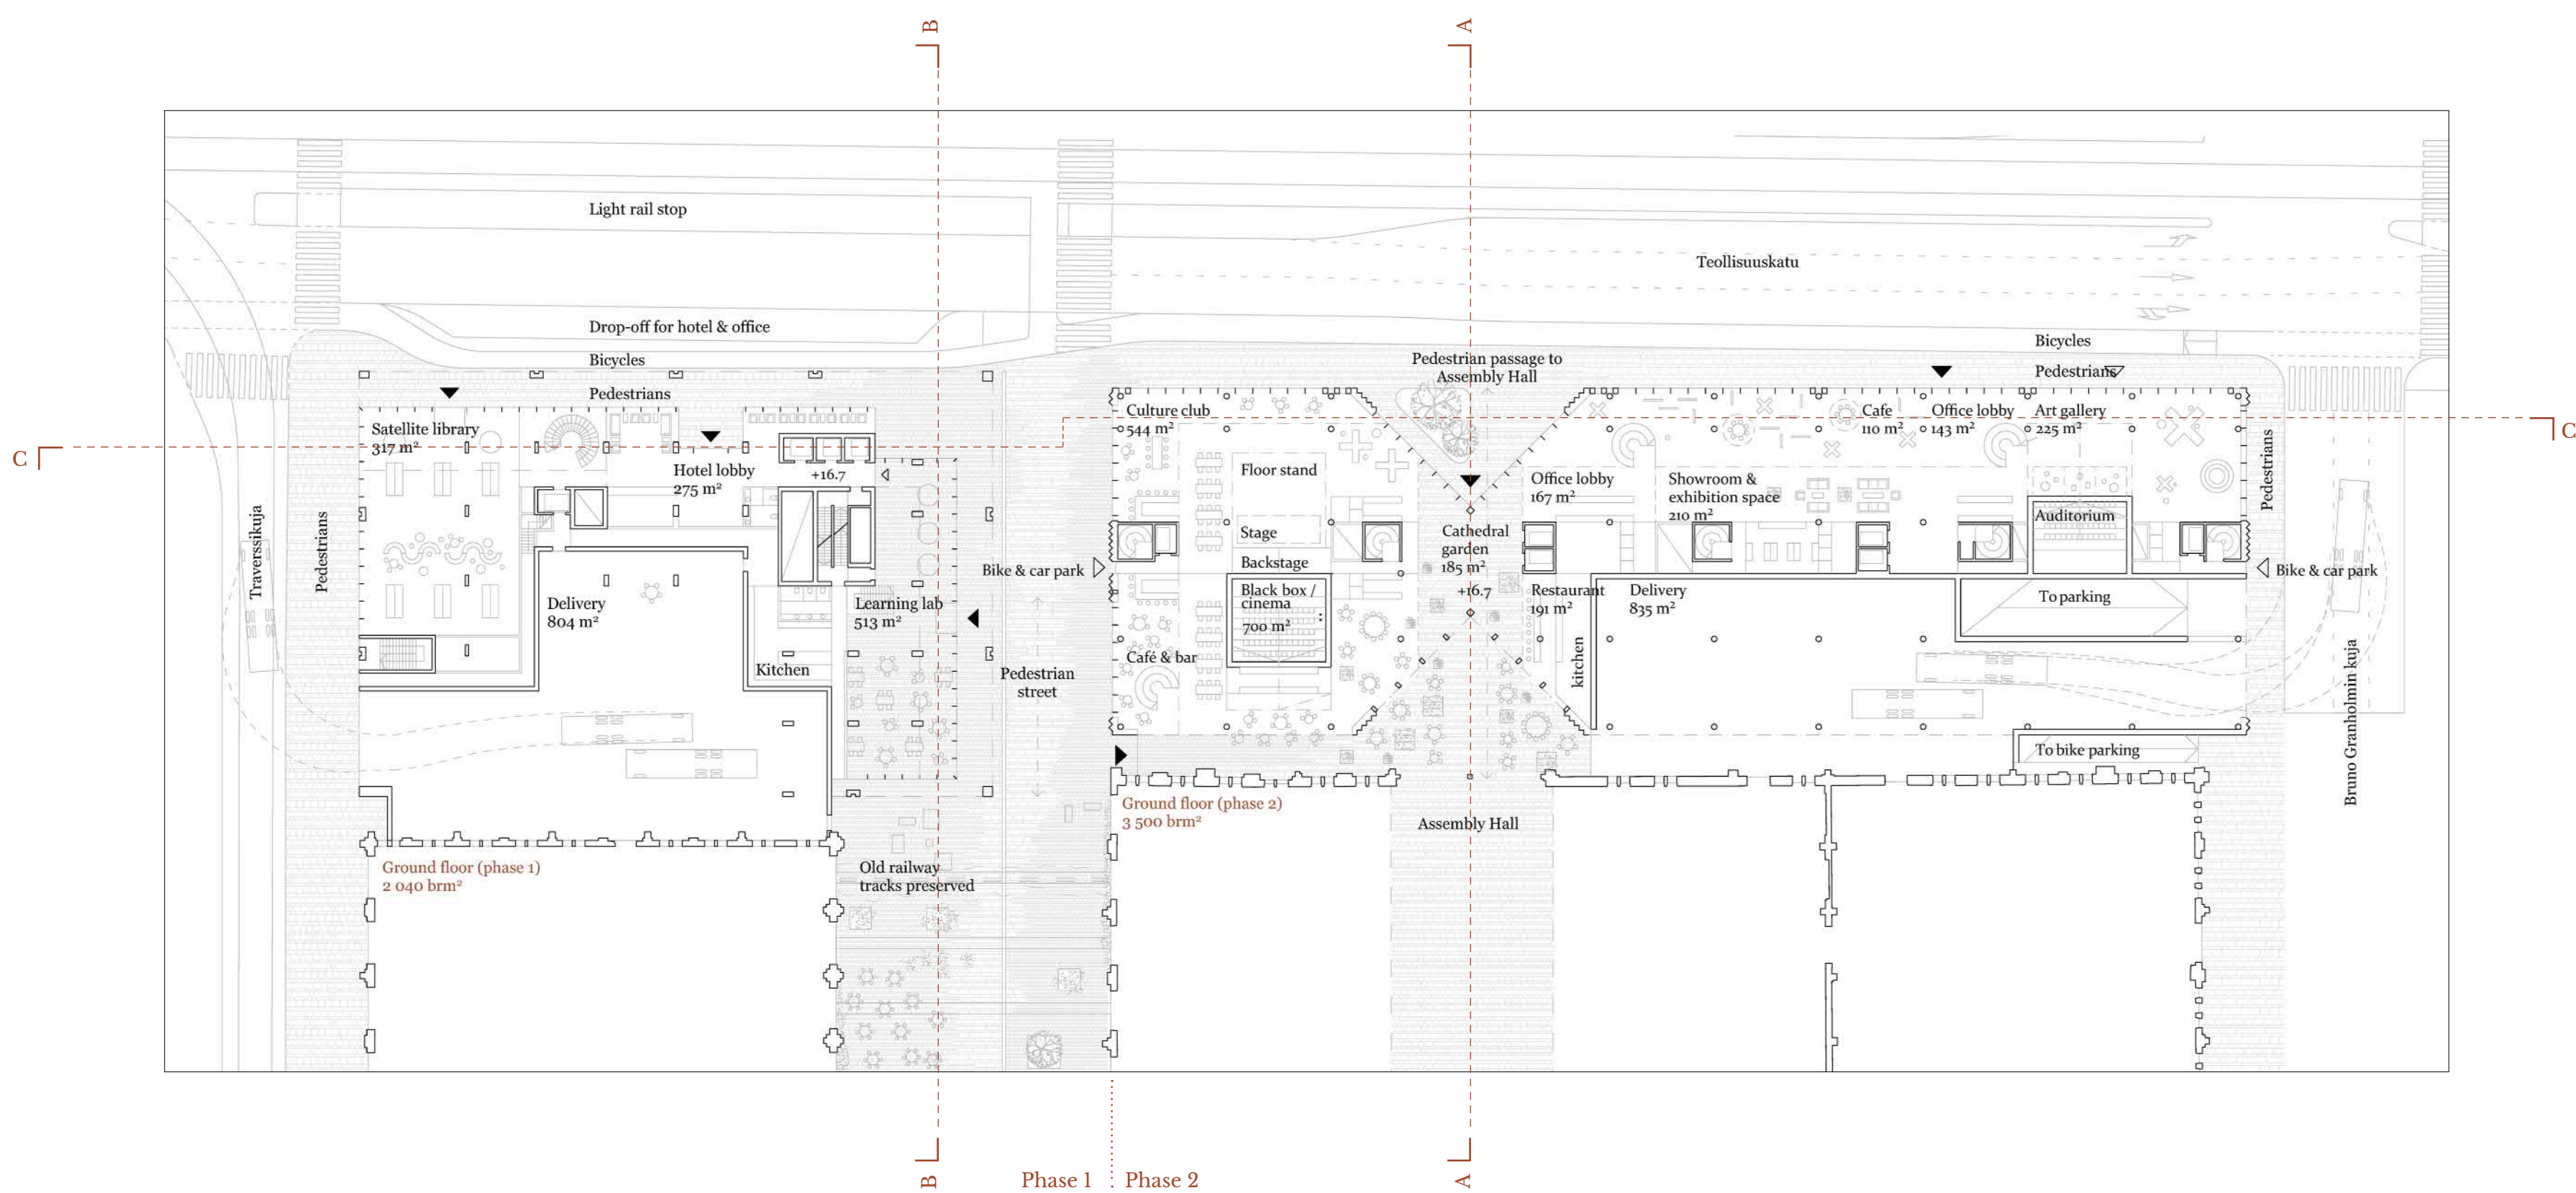 B
A
Light rail stop
Teollisuuskatu
Drop-off for hotel & office
Bicycles
Bicycles
Pedestrian passage to
Assembly Hall
Pedestrians
Pedestrians
C
C
Satellite library
317 m²
Hotel lobby
275 m²
+16.7
Culture club
544 m²
Floor stand
Stage
Backstage
Black box /
cinema
700 m²
Café & bar
Cathedral
garden
185 m²
+16.7
Office lobby
167 m²
Showroom &
exhibition space
210 m²
Cafe
110 m²
Office lobby
143 m²
Art gallery
225 m²
Auditorium
Pedestrians
Traverssikuja
Pedestrians
Bike & car park
Bike & car park
Delivery
804 m²
Learning lab
513 m²
Restaurant
191 m²
Delivery
835 m²
To parking
Kitchen
kitchen
Pedestrian
street
To bike parking
Bruno Granholmin kuja
Ground floor (phase 2)
3 500 brm²
Assembly Hall
Ground floor (phase 1)
2 040 brm²
Old railway
tracks preserved
B
Phase 1
Phase 2
A